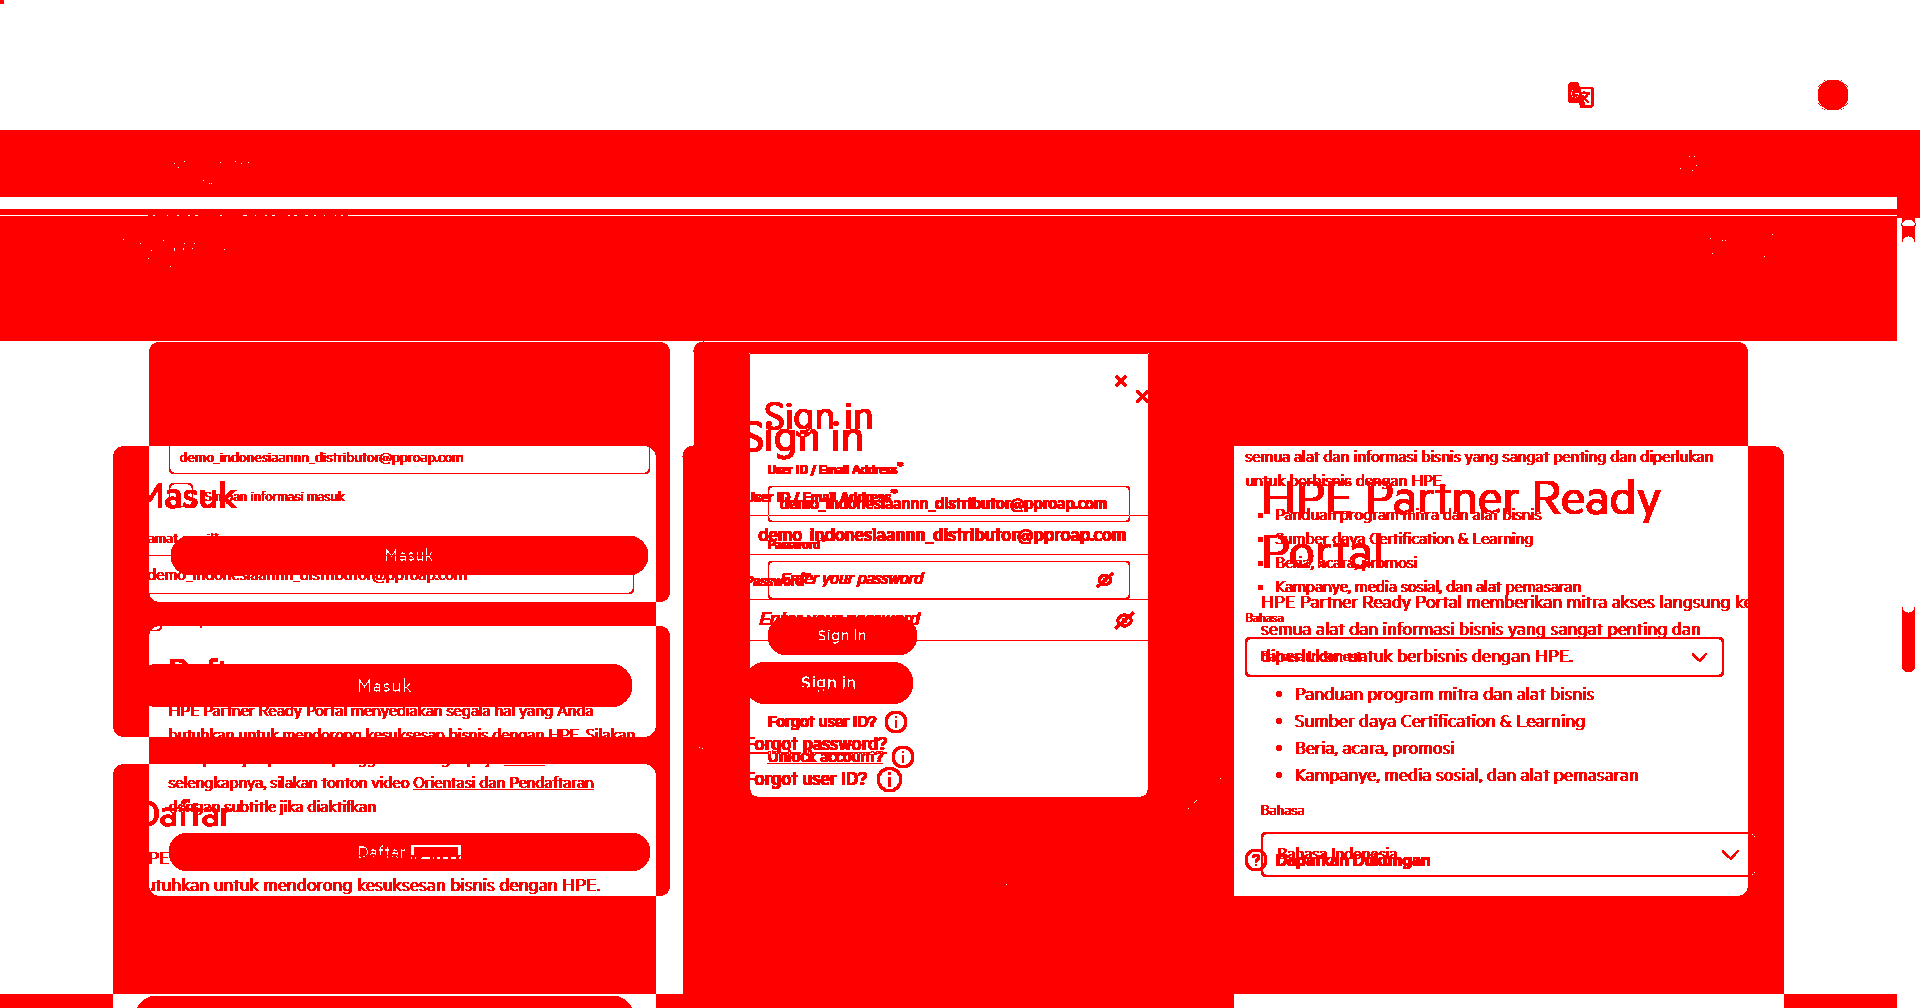 demo_indonesiaannn_distributor@pproap.com
Masuk
Simpan informasi masuk
Masuk
demo_indonesiaannn_distributor@pproap.com
Masuk
HPE Partner Ready Portal menyediakan segala hal yang Anda
butuhkan untuk mendorong kesuksesan bisnis dengan HPE. Silakan
selengkapnya, silakan tonton video Orientasi dan Pendaftaran
dengan subtitle jika diaktifkan
Daftar
Daftar
utuhkan untuk mendorong kesuksesan bisnis dengan HPE.
Sign in
Sign in
User ID / Email Address*
User ID / Email Address*
demo_indonesiaannn_distributor@pproap.com
demo_indonesiaannn_distributor@pproap.com
Password
Enter your password
Password
Enter your password
Sign In
Sign in
Forgot user ID?
Forgot password?
Unlock account?
Forgot user ID?
semua alat dan informasi bisnis yang sangat penting dan diperlukan
untuk berbisnis dengan HPE.
HPE Partner Ready
Portal
Panduan program mitra dan alat bisnis
Sumber daya Certification & Learning
Beria, acara, promosi
Kampanye, media sosial, dan alat pemasaran
HPE Partner Ready Portal memberikan mitra akses langsung ke
Bahasa
semua alat dan informasi bisnis yang sangat penting dan
diperlukan untuk berbisnis dengan HPE.
Panduan program mitra dan alat bisnis
Sumber daya Certification & Learning
Beria, acara, promosi
Kampanye, media sosial, dan alat pemasaran
Bahasa
Bahasa Indonesia
Dapatkan Dukungan